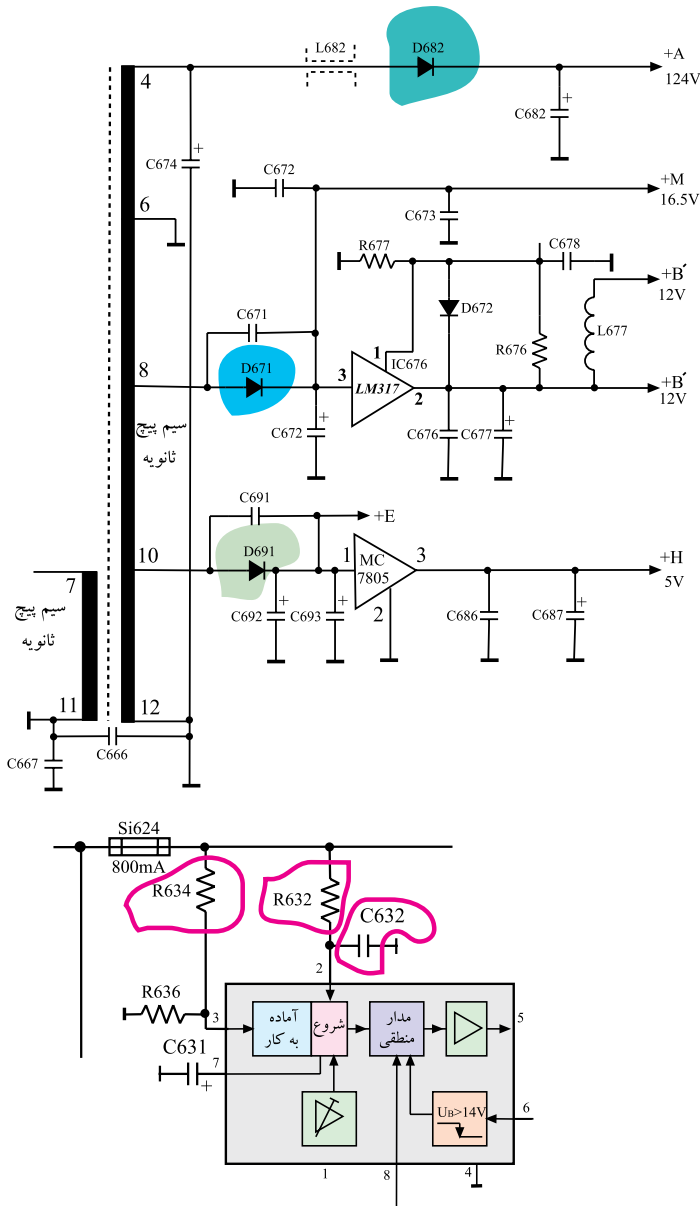 4
L682
D682
+A
124V
C682
C674
C672
+M
16.5V
C673
6
R677
C678
+B´
12V
C671
D672
L677
1
IC676
R676
8
D671
3
LM317
2
+B´
12V
سیم پیچ
ثانویه
C672
C676
C677
C691
+E
10
D691
1
MC
7805
3
+H
5V
7
سیم پیچ
ثانویه
C692
C693
2
C686
C687
11
12
C667
C666
Si624
800mA
R634
R632
C632
2
R636
3
آماده
به کار
شروع
مدار
منطقی
5
C631
7
UB>14V
6
1
8
4